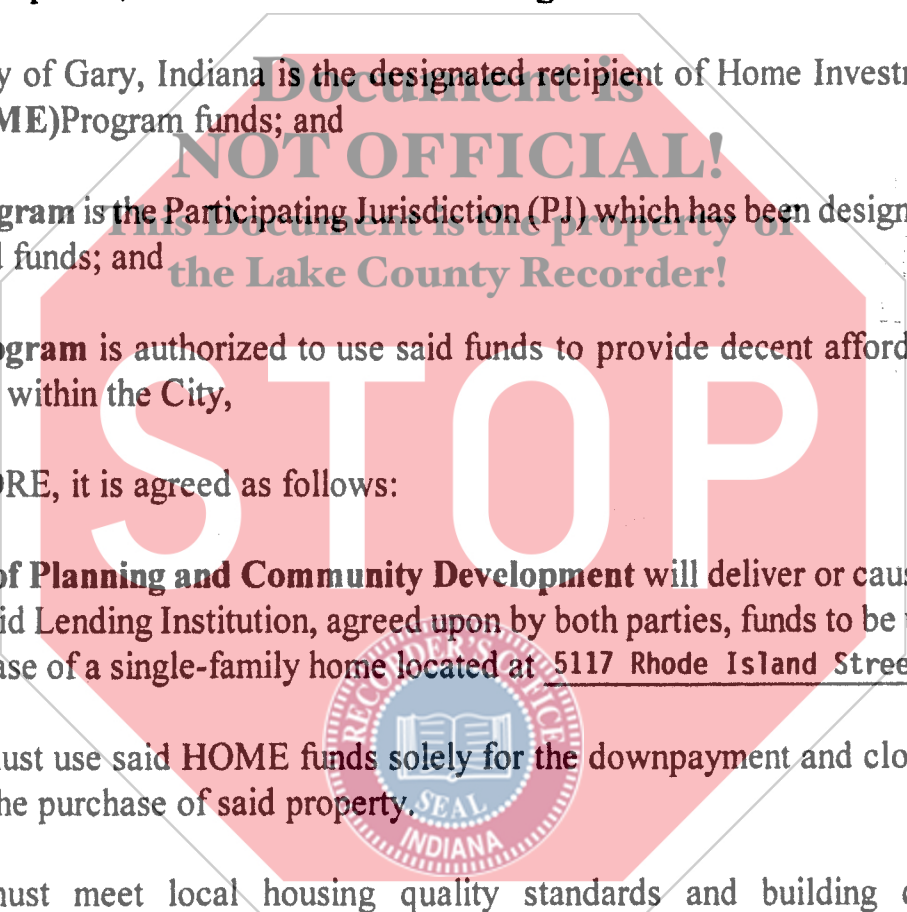 y of Gary, Indiana is the designated recipient of Home Investr
ME)Program funds; and
gram is the Participating Jurisdiction (PJ) which has been design
funds; and
gram is authorized to use said funds to provide decent afford
within the City,
ORE, it is agreed as follows:
of Planning and Community Development will deliver or caus
id Lending Institution, agreed upon by both parties, funds to be
ase of a single-family home located at 5117 Rhode Island Stree
ust use said HOME funds solely for the downpayment and clo
he purchase of said property.
nust meet local housing quality standards and building
Document is
NOT OFFICIAL!
This Document is the property of
the Lake County Recorder!
STOP
RECORDER'S OFFICE
SEAL
INDIANA